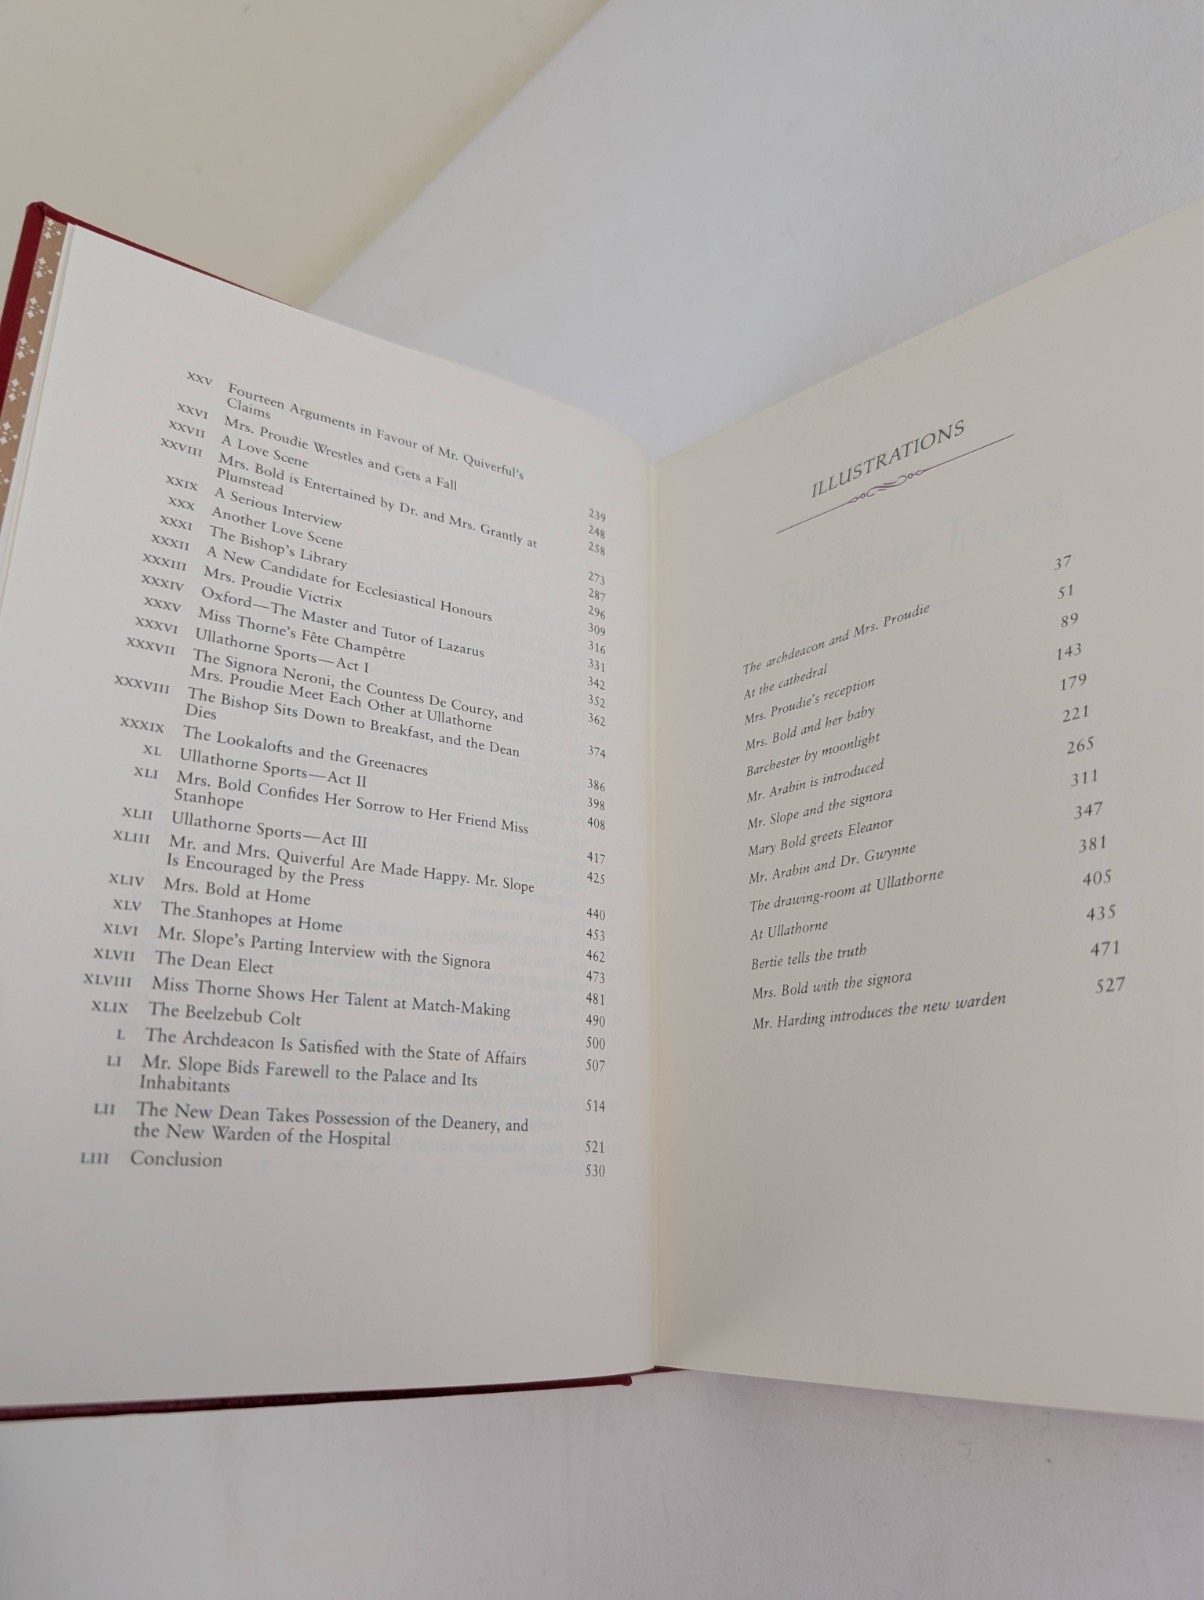 XXV Fourteen Arguments in Favour of Mr. Quiverful's
Claims 239
XXVI Mrs. Proudie Wrestles and Gets a Fall 248
XXVII A Love Scene 258
XXVIII Mrs. Bold is Entertained by Dr. and Mrs. Grantly at
Plumstead 273
XXIX A Serious Interview 287
XXX Another Love Scene 296
XXXI The Bishop's Library 309
XXXII A New Candidate for Ecclesiastical Honours 316
XXXIII Mrs. Proudie Victrix 331
XXXIV Oxford—The Master and Tutor of Lazarus 342
XXXV Miss Thorne's Fête Champêtre 352
XXXVI Ullathorne Sports—Act I 362
XXXVII The Signora Neroni, the Countess De Courcy, and
Mrs. Proudie Meet Each Other at Ullathorne 374
XXXVIII The Bishop Sits Down to Breakfast, and the Dean
Dies 386
XXXIX The Lookalofts and the Greenacres 398
XL Ullathorne Sports—Act II 408
XLI Mrs. Bold Confides Her Sorrow to Her Friend Miss
Stanhope 417
XLII Ullathorne Sports—Act III 425
XLIII Mr. and Mrs. Quiverful Are Made Happy. Mr. Slope
Is Encouraged by the Press 440
XLIV Mrs. Bold at Home 453
XLV The Stanhopes at Home 462
XLVI Mr. Slope's Parting Interview with the Signora 473
XLVII The Dean Elect 481
XLVIII Miss Thorne Shows Her Talent at Match-Making 490
XLIX The Beelzebub Colt 500
L The Archdeacon Is Satisfied with the State of Affairs 507
LI Mr. Slope Bids Farewell to the Palace and Its
Inhabitants 514
LII The New Dean Takes Possession of the Deanery, and
the New Warden of the Hospital 521
LIII Conclusion 530
ILLUSTRATIONS
The archdeacon and Mrs. Proudie 37
At the cathedral 51
Mrs. Proudie's reception 89
Mrs. Bold and her baby 143
Barchester by moonlight 179
Mr. Arabin is introduced 221
Mr. Slope and the signora 265
Mary Bold greets Eleanor 311
Mr. Arabin and Dr. Gwynne 347
The drawing-room at Ullathorne 381
At Ullathorne 405
Bertie tells the truth 435
Mrs. Bold with the signora 471
Mr. Harding introduces the new warden 527